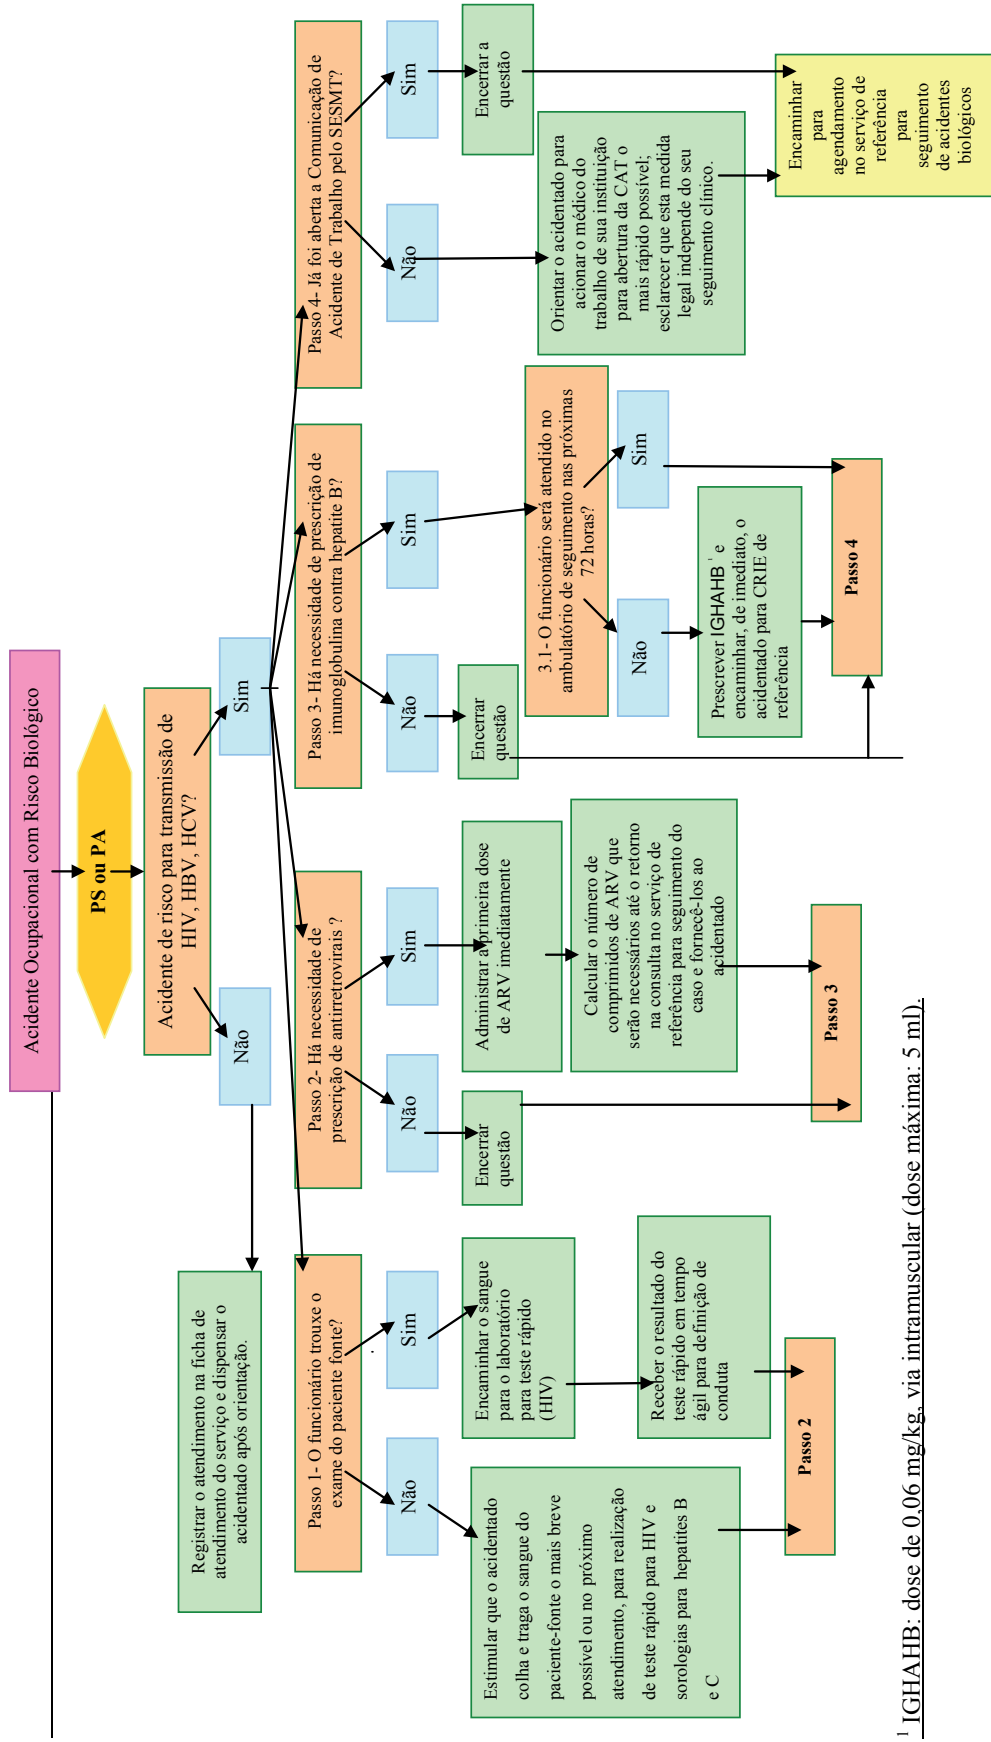 Acidente Ocupacional com Risco Biológico
PS ou PA
Acidente de risco para transmissão de
HIV, HBV, HCV?
Não
Sim
Registrar o atendimento na ficha de
atendimento do serviço e dispensar o
acidentado após orientação.
Passo 1- O funcionário trouxe o
exame do paciente fonte?
Não
Sim
Estimular que o acidentado
colha e traga o sangue do
paciente-fonte o mais breve
possível ou no próximo
atendimento, para realização
de teste rápido para HIV e
sorologias para hepatites B
e C
Encaminhar o sangue
para o laboratório
para teste rápido
(HIV)
Receber o resultado do
teste rápido em tempo
ágil para definição de
conduta
Passo 2
Passo 2- Há necessidade de
prescrição de antirretrovirais ?
Não
Sim
Encerrar
questão
Administrar a primeira dose
de ARV imediatamente
Calcular o número de
comprimidos de ARV que
serão necessários até o retorno
na consulta no serviço de
referência para seguimento do
caso e fornecê-los ao
acidentado
Passo 3
Passo 3- Há necessidade de prescrição de
imunoglobulina contra hepatite B?
Não
Sim
Encerrar
questão
3.1- O funcionário será atendido no
ambulatório de seguimento nas próximas
72 horas?
Não
Sim
Prescrever IGHAHB ¹ e
encaminhar, de imediato, o
acidentado para CRIE de
referência
Passo 4
Passo 4- Já foi aberta a Comunicação de
Acidente de Trabalho pelo SESMT?
Não
Sim
Orientar o acidentado para
acionar o médico do
trabalho de sua instituição
para abertura da CAT o
mais rápido possível;
esclarecer que esta medida
legal independe do seu
seguimento clínico.
Encerrar a
questão
Encaminhar
para
agendamento
no serviço de
referência
para
seguimento
de acidentes
biológicos
¹ IGHAHB: dose de 0,06 mg/kg, via intramuscular (dose máxima: 5 ml).